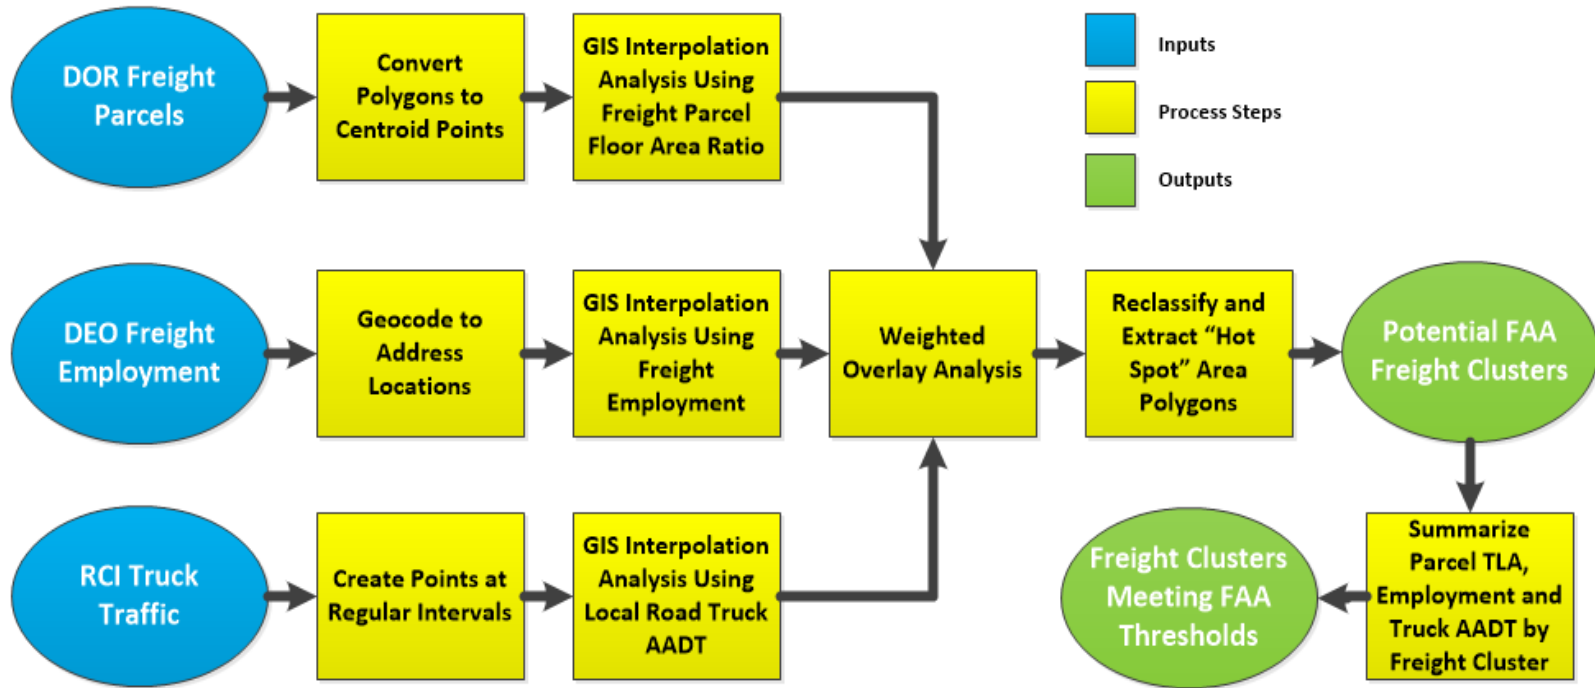 DOR Freight
Parcels
Convert
Polygons to
Centroid Points
GIS Interpolation
Analysis Using
Freight Parcel
Floor Area Ratio
Inputs
Process Steps
Outputs
DEO Freight
Employment
Geocode to
Address
Locations
GIS Interpolation
Analysis Using
Freight
Employment
Weighted
Overlay Analysis
Reclassify and
Extract “Hot
Spot” Area
Polygons
Potential FAA
Freight Clusters
RCI Truck
Traffic
Create Points at
Regular Intervals
GIS Interpolation
Analysis Using
Local Road Truck
AADT
Freight Clusters
Meeting FAA
Thresholds
Summarize
Parcel TLA,
Employment and
Truck AADT by
Freight Cluster